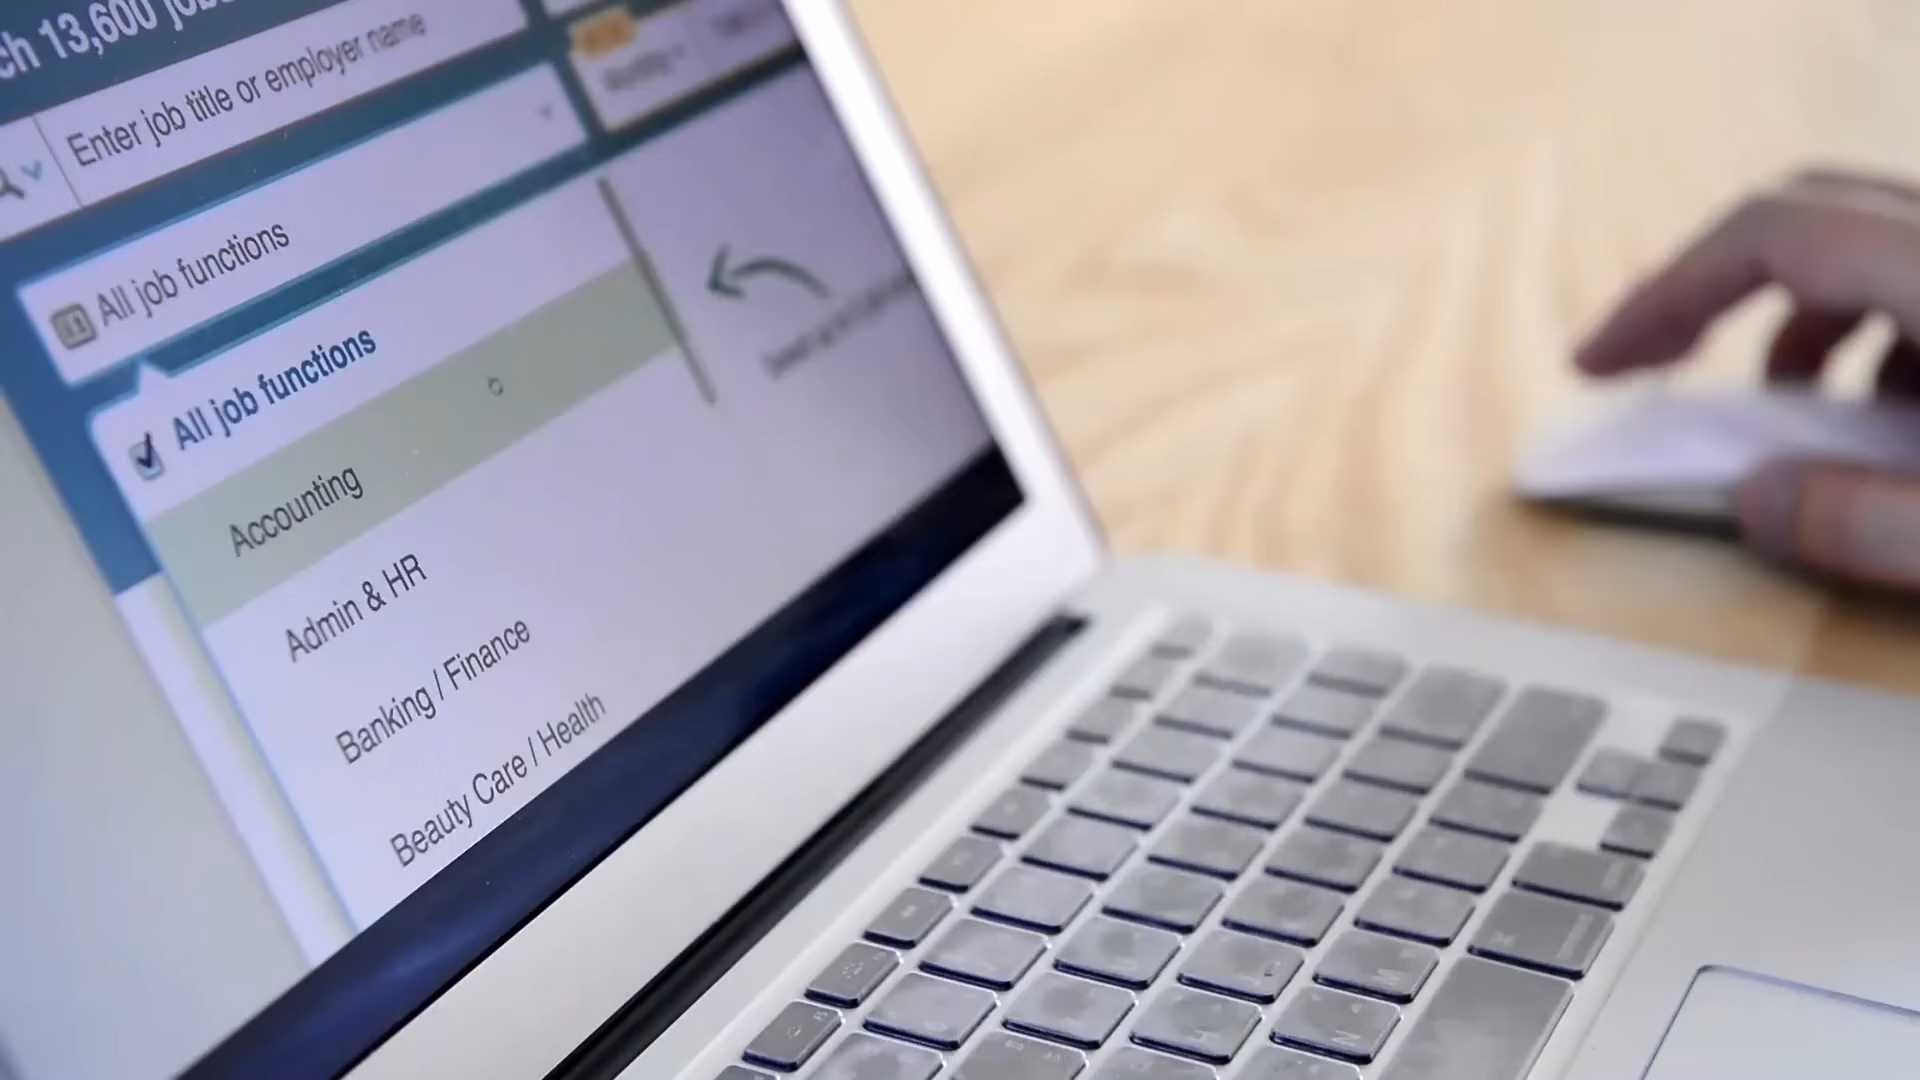 ch 13,600 jobs
Enter job title or employer name
All job functions
All job functions
Accounting
Admin & HR
Banking / Finance
Beauty Care / Health